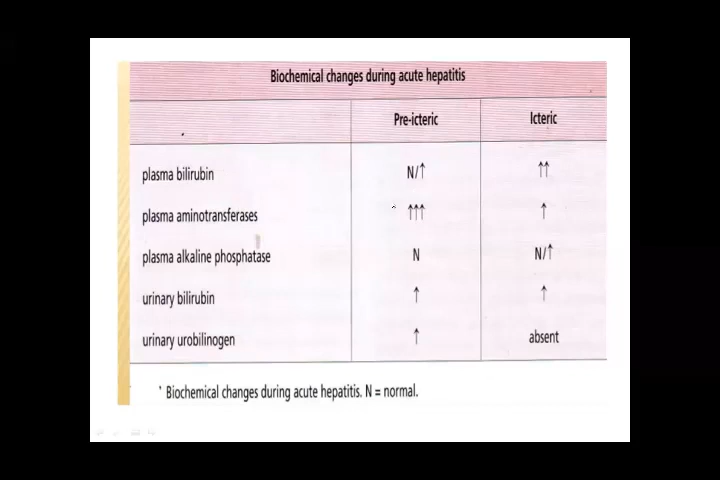 Biochemical changes during acute hepatitis
Pre-icteric Icteric
plasma bilirubin N/↑ ↑↑
plasma aminotransferases ↑↑↑ ↑
plasma alkaline phosphatase N N/↑
urinary bilirubin ↑ ↑
urinary urobilinogen ↑ absent
Biochemical changes during acute hepatitis. N = normal.